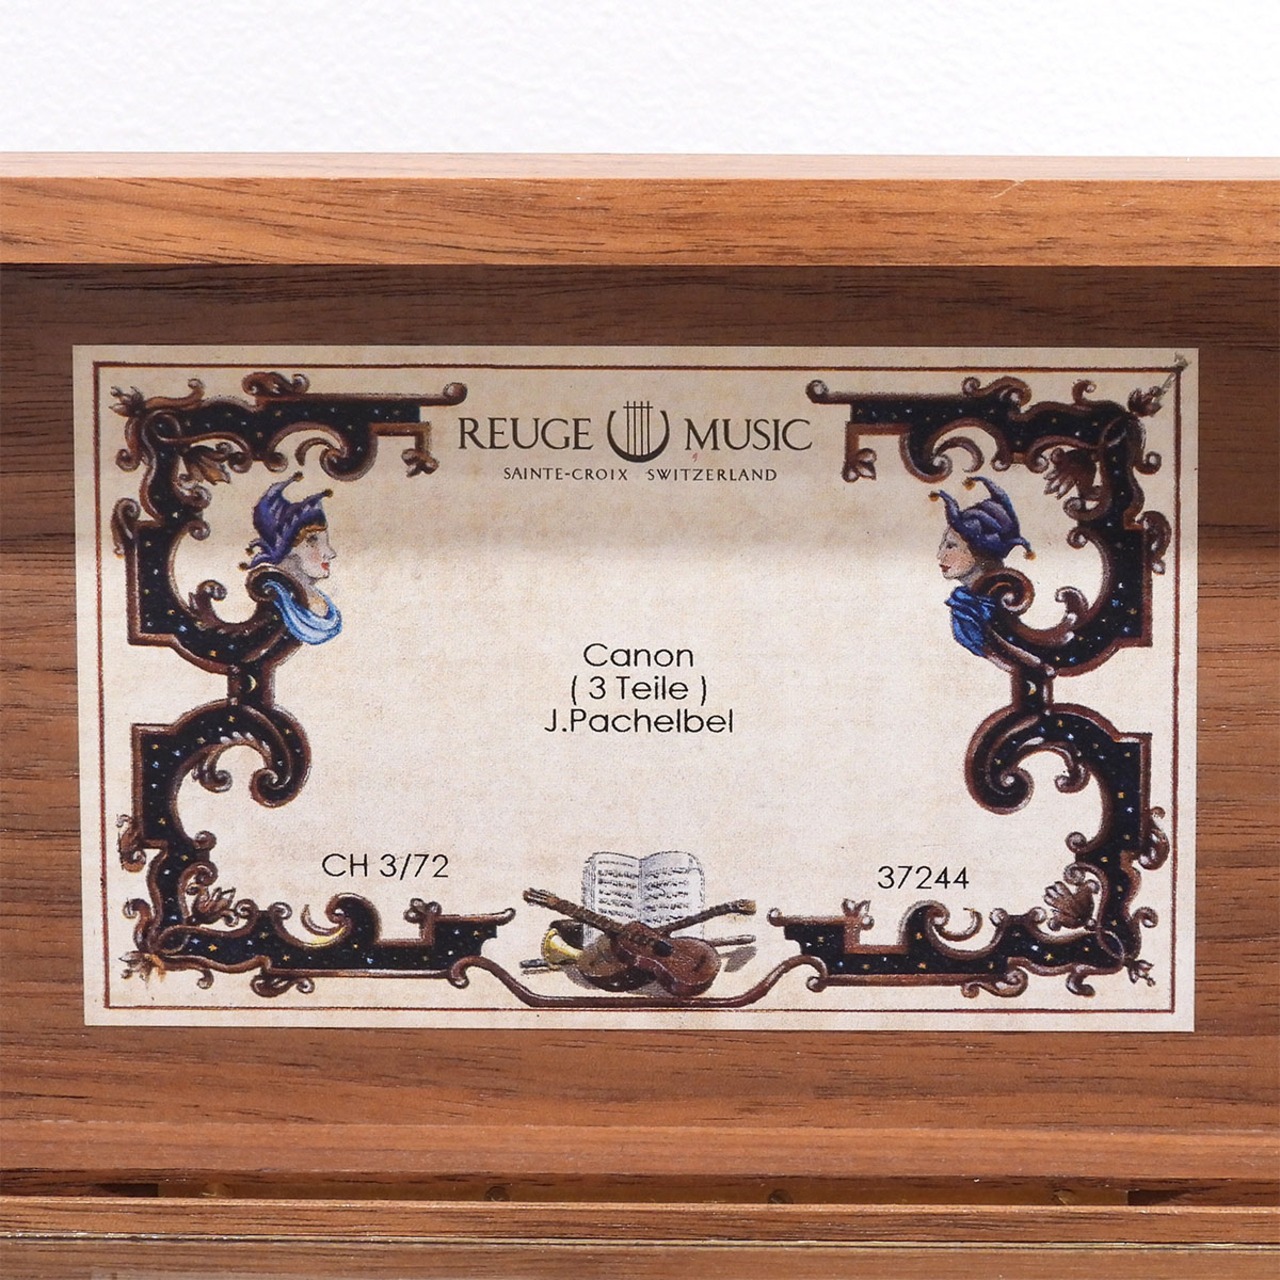 REUGE MUSIC
SAINTE-CROIX SWITZERLAND
Canon
( 3 Teile )
J.Pachelbel
CH 3/72
37244